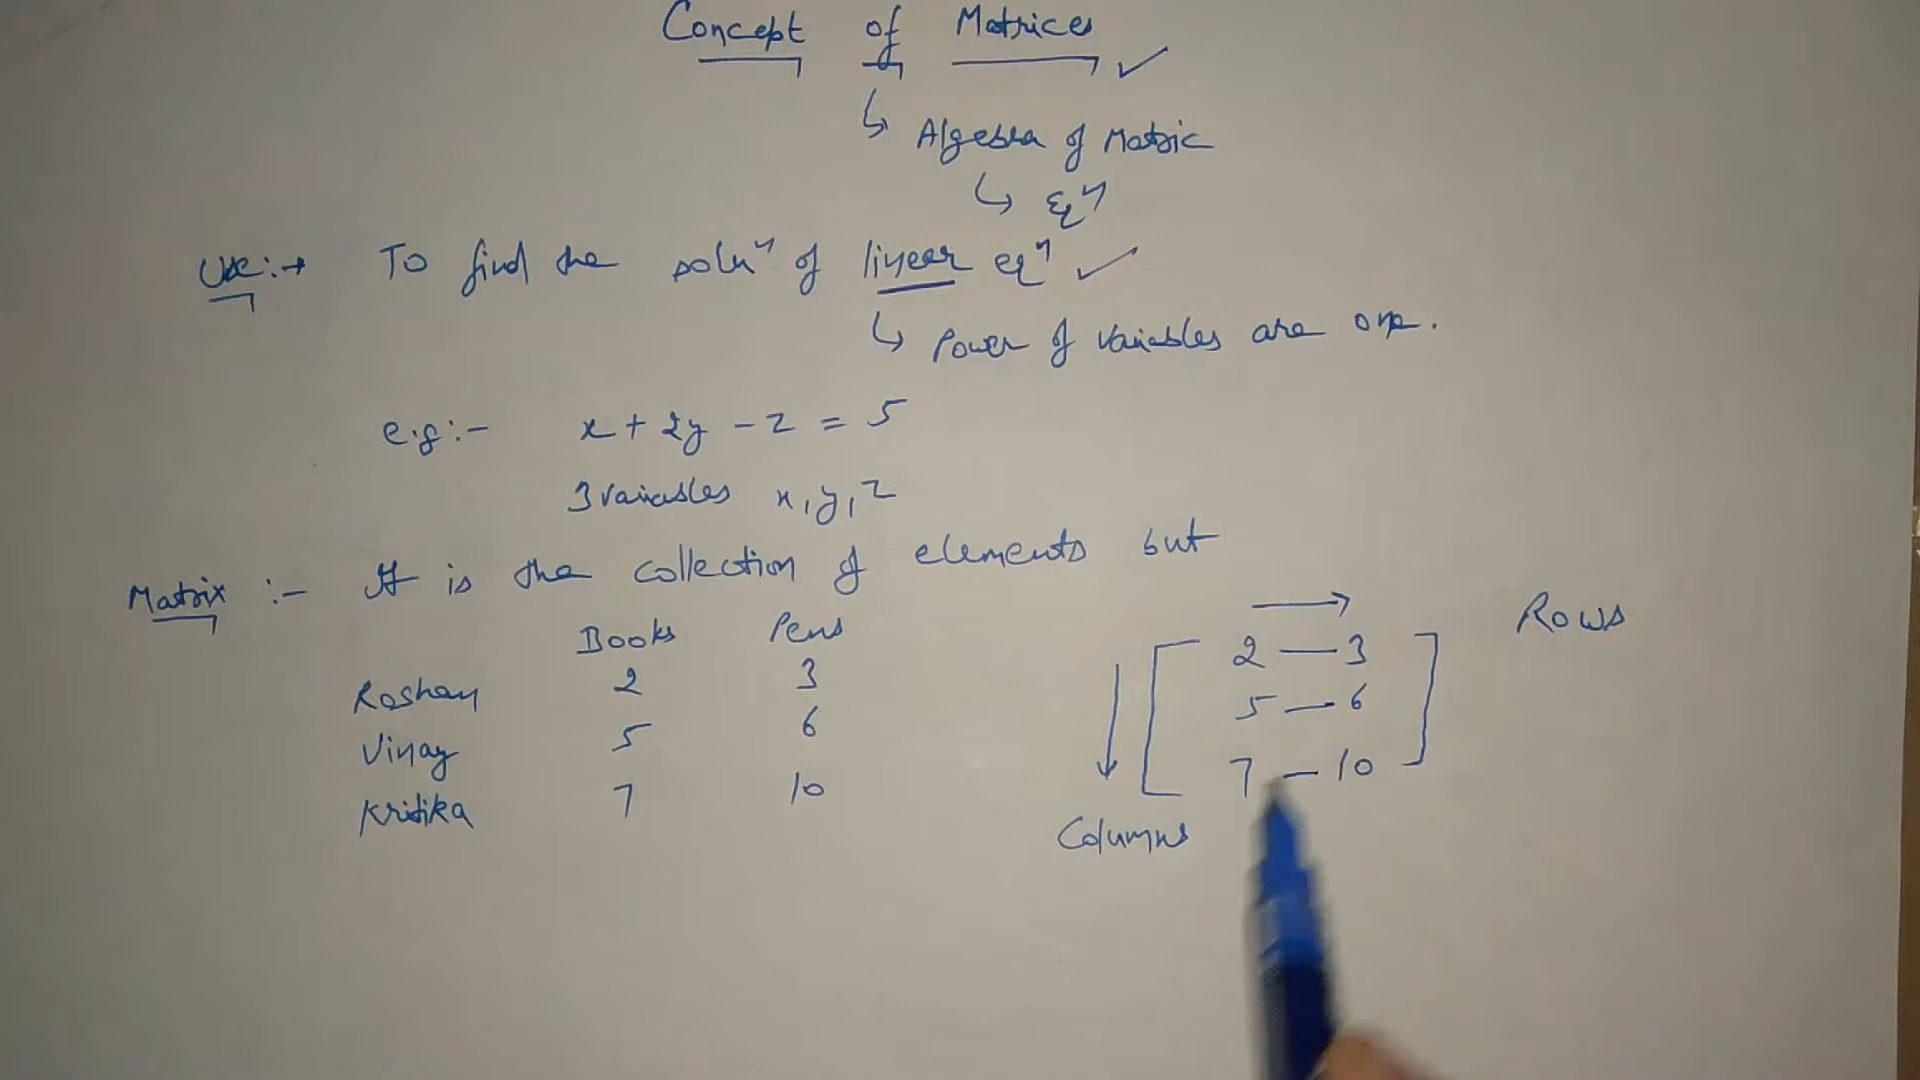 Concept of Matrices ✓
↳ Algebra of Matric
↳ Eqⁿ
Use:→ To find the soluⁿ of linear eqⁿ ✓
↳ Power of variables are one.
e.g:- x + 2y - z = 5
3 variables x, y, z
Matrix :- It is the collection of elements but
Books Pens
Roshan 2 3
Vinay 5 6
Kritika 7 10
→ Rows
2 — 3
5 — 6
7 — 10
↓ Columns